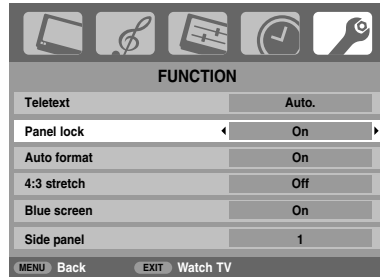 FUNCTION
Teletext Auto.
Panel lock On
Auto format On
4:3 stretch Off
Blue screen On
Side panel 1
MENU Back EXIT Watch TV